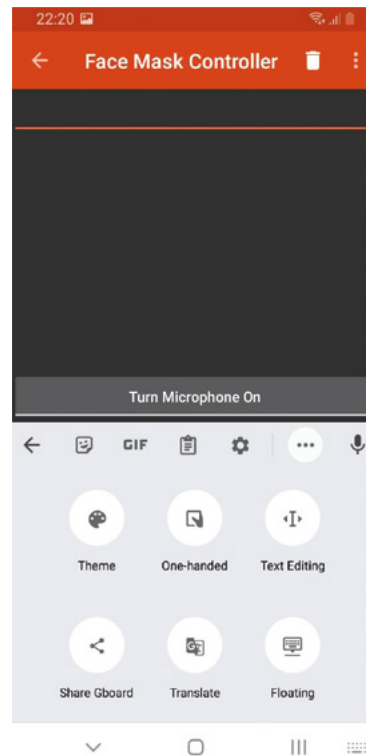 22:20
Face Mask Controller
Turn Microphone On
GIF
Theme One-handed Text Editing
Share Gboard Translate Floating